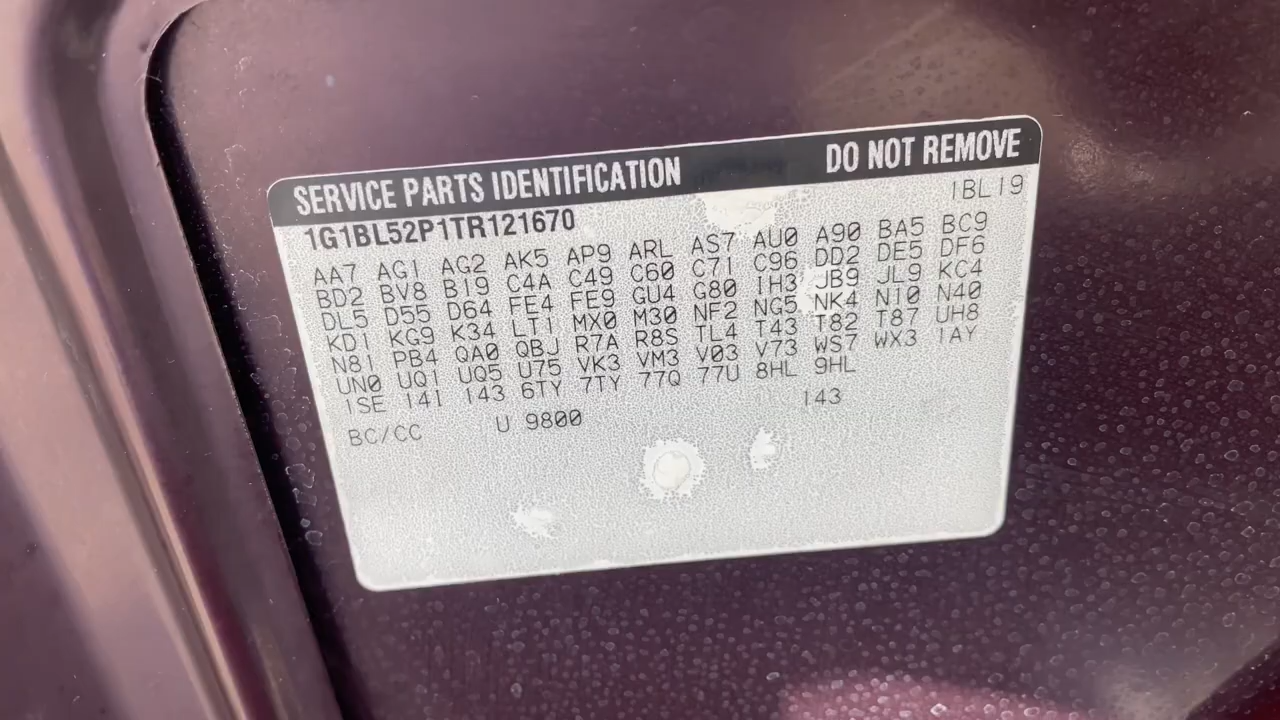 SERVICE PARTS IDENTIFICATION DO NOT REMOVE
1G1BL52P1TR121670 1BL19
AA7 AG1 AG2 AK5 AP9 ARL AS7 AU0 A90 BA5 BC9
BD2 BV8 B19 C4A C49 C60 C71 C96 DD2 DE5 DF6
DL5 D55 D64 FE4 FE9 GU4 G80 IH3 JB9 JL9 KC4
KD1 KG9 K34 LT1 MX0 M30 NF2 NG5 NK4 N10 N40
N81 PB4 QA0 QBJ R7A R8S TL4 T43 T82 T87 UH8
UN0 UQ1 UQ5 U75 VK3 VM3 V03 V73 WS7 WX3 1AY
1SE 141 143 6TY 7TY 77Q 77U 8HL 9HL
BC/CC U 9800 143